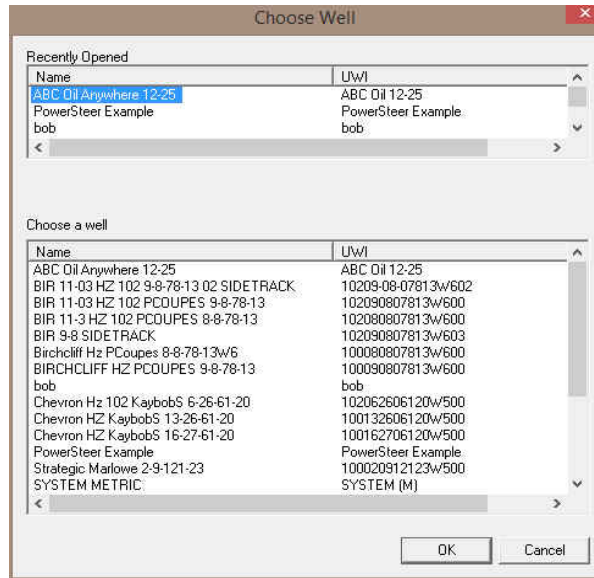 Choose Well
Recently Opened
Name UWI
ABC Oil Anywhere 12-25 ABC Oil 12-25
PowerSteer Example PowerSteer Example
bob bob
Choose a well
Name UWI
ABC Oil Anywhere 12-25 ABC Oil 12-25
BIR 11-03 HZ 102 9-8-78-13 02 SIDETRACK 10209-08-07813W602
BIR 11-03 HZ 102 PCOUPES 9-8-78-13 102090807813W600
BIR 11-3 HZ 102 PCOUPES 8-8-78-13 102080807813W600
BIR 9-8 SIDETRACK 102090807813W603
Birchcliff Hz PCoupes 8-8-78-13W6 100080807813W600
BIRCHCLIFF HZ PCOUPES 9-8-78-13 100090807813W600
bob bob
Chevron Hz 102 KaybobS 6-26-61-20 102062606120W500
Chevron HZ KaybobS 13-26-61-20 100132606120W500
Chevron HZ KaybobS 16-27-61-20 100162706120W500
PowerSteer Example PowerSteer Example
Strategic Marlowe 2-9-121-23 100020912123W500
SYSTEM METRIC SYSTEM (M)
OK Cancel